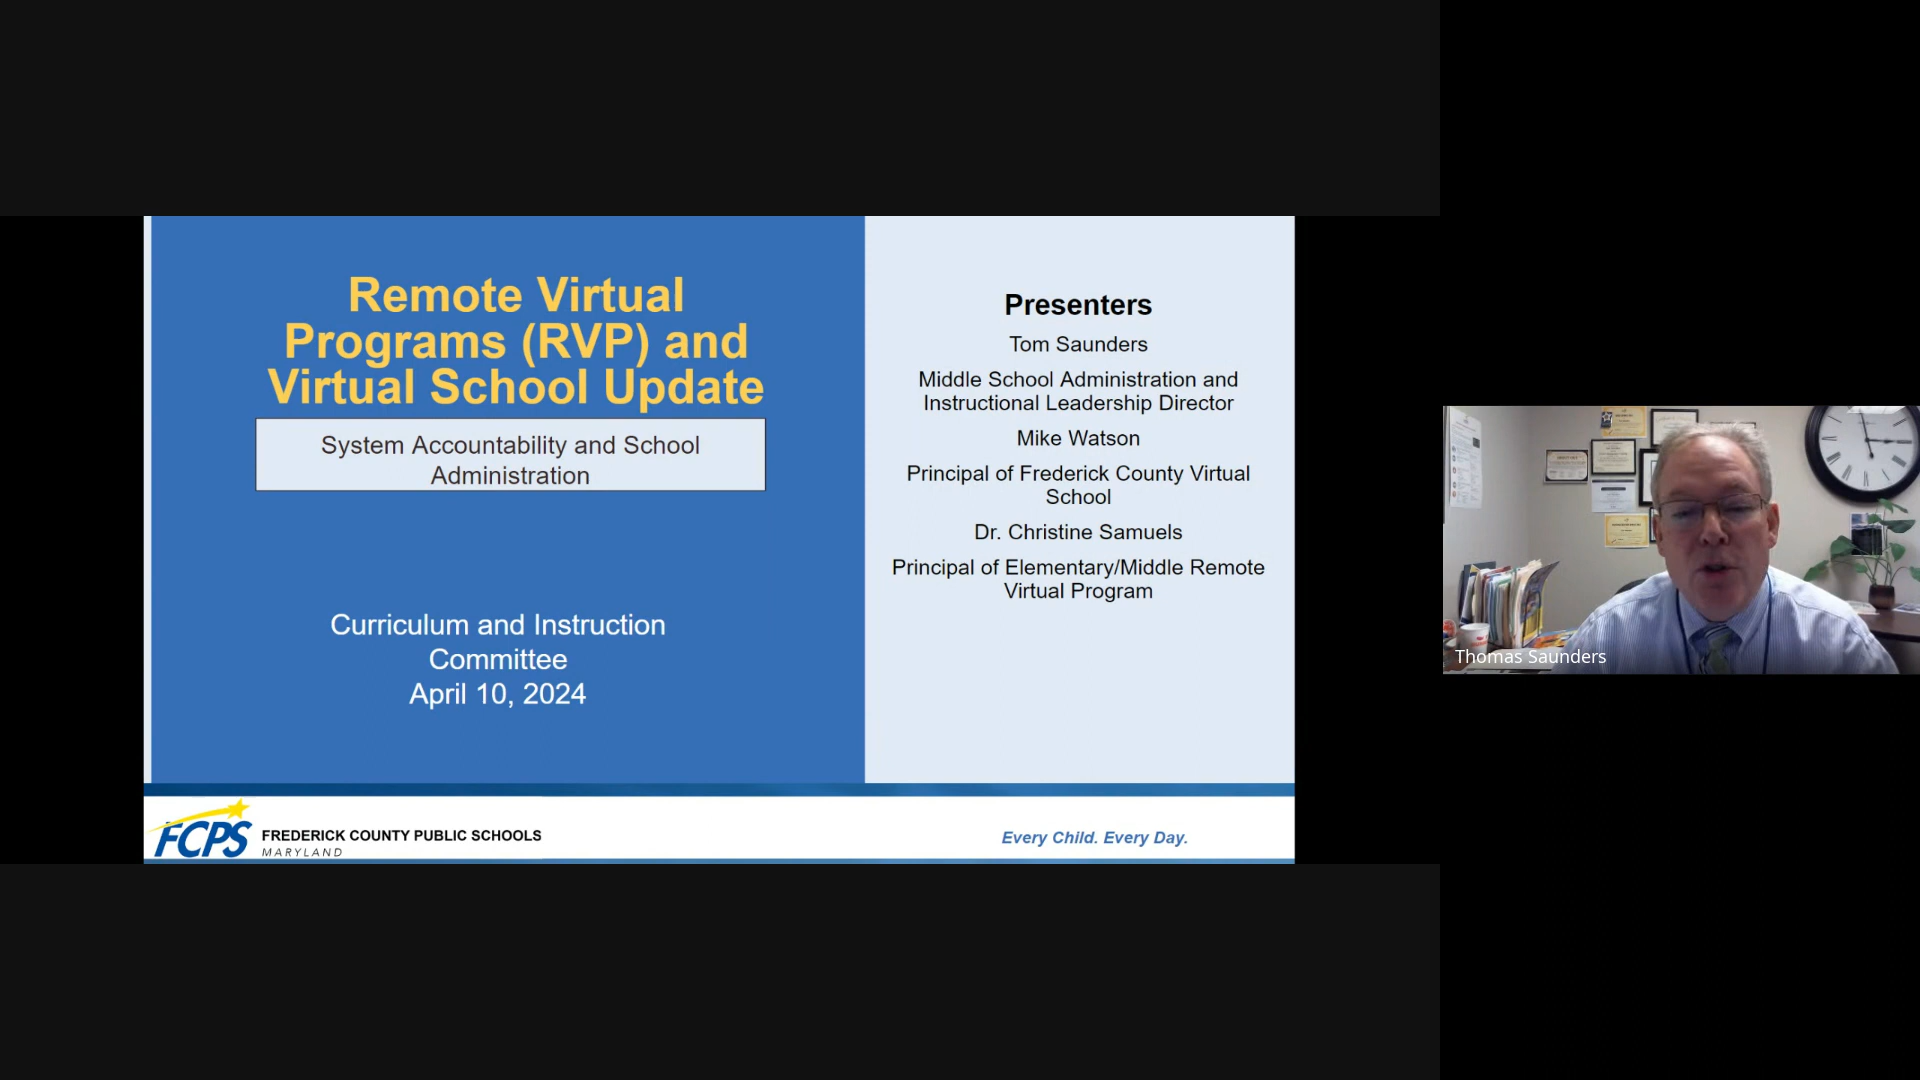 Remote Virtual
Programs (RVP) and
Virtual School Update
System Accountability and School
Administration
Curriculum and Instruction
Committee
April 10, 2024
Presenters
Tom Saunders
Middle School Administration and
Instructional Leadership Director
Mike Watson
Principal of Frederick County Virtual
School
Dr. Christine Samuels
Principal of Elementary/Middle Remote
Virtual Program
FCPS
FREDERICK COUNTY PUBLIC SCHOOLS
MARYLAND
Every Child. Every Day.
Thomas Saunders